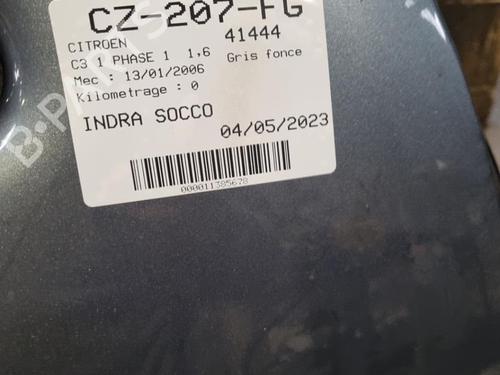 CZ-207-FG
CITROEN 41444
C3 1 PHASE 1 1,6 Gris fonce
Mec : 13/01/2006
Kilometrage : 0
INDRA SOCCO 04/05/2023
000011385678
B-PARTS